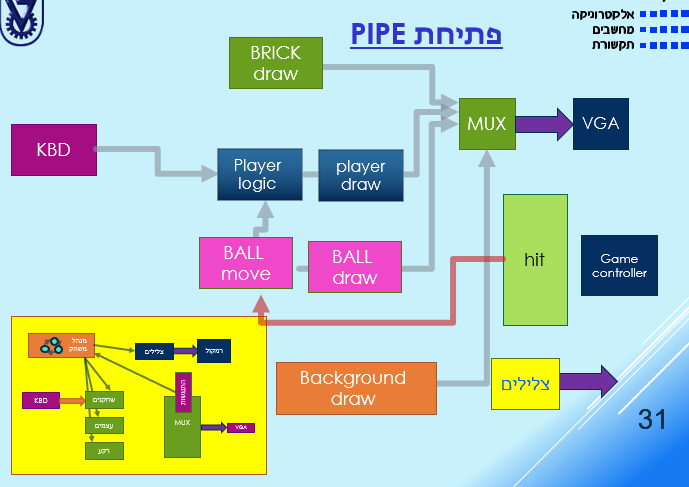 אלקטרוניקה
מחשבים
תקשורת
פתיחת PIPE
BRICK
draw
MUX
VGA
KBD
Player
logic
player
draw
BALL
move
BALL
draw
hit
Game
controller
Background
draw
צלילים
31
מנהל
משחק
צלילים
רמקול
KBD
שחקנים
עצמים
רקע
התנגשות
MUX
VGA